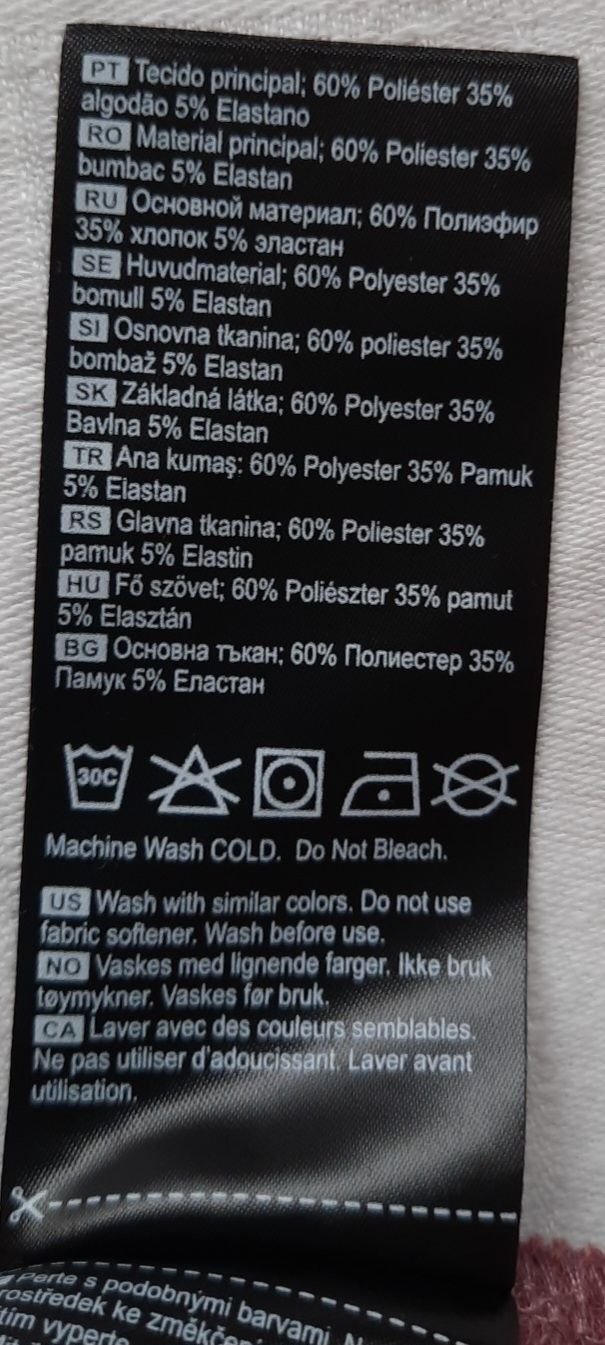 PT Tecido principal; 60% Poliéster 35%
algodão 5% Elastano
RO Material principal; 60% Poliester 35%
bumbac 5% Elastan
RU Основной материал; 60% Полиэфир
35% хлопок 5% эластан
SE Huvudmaterial; 60% Polyester 35%
bomull 5% Elastan
SI Osnovna tkanina; 60% poliester 35%
bombaž 5% Elastan
SK Základná látka; 60% Polyester 35%
Bavlna 5% Elastan
TR Ana kumaş: 60% Polyester 35% Pamuk
5% Elastan
RS Glavna tkanina; 60% Poliester 35%
pamuk 5% Elastin
HU Fő szövet; 60% Poliészter 35% pamut
5% Elasztán
BG Основна тъкан; 60% Полиестер 35%
Памук 5% Еластан
30C
Machine Wash COLD. Do Not Bleach.
US Wash with similar colors. Do not use
fabric softener. Wash before use.
NO Vaskes med lignende farger. Ikke bruk
tøymykner. Vaskes før bruk.
CA Laver avec des couleurs semblables.
Ne pas utiliser d'adoucissant. Laver avant
utilisation.
Perte s podobnými barvami.
ke
vyperte